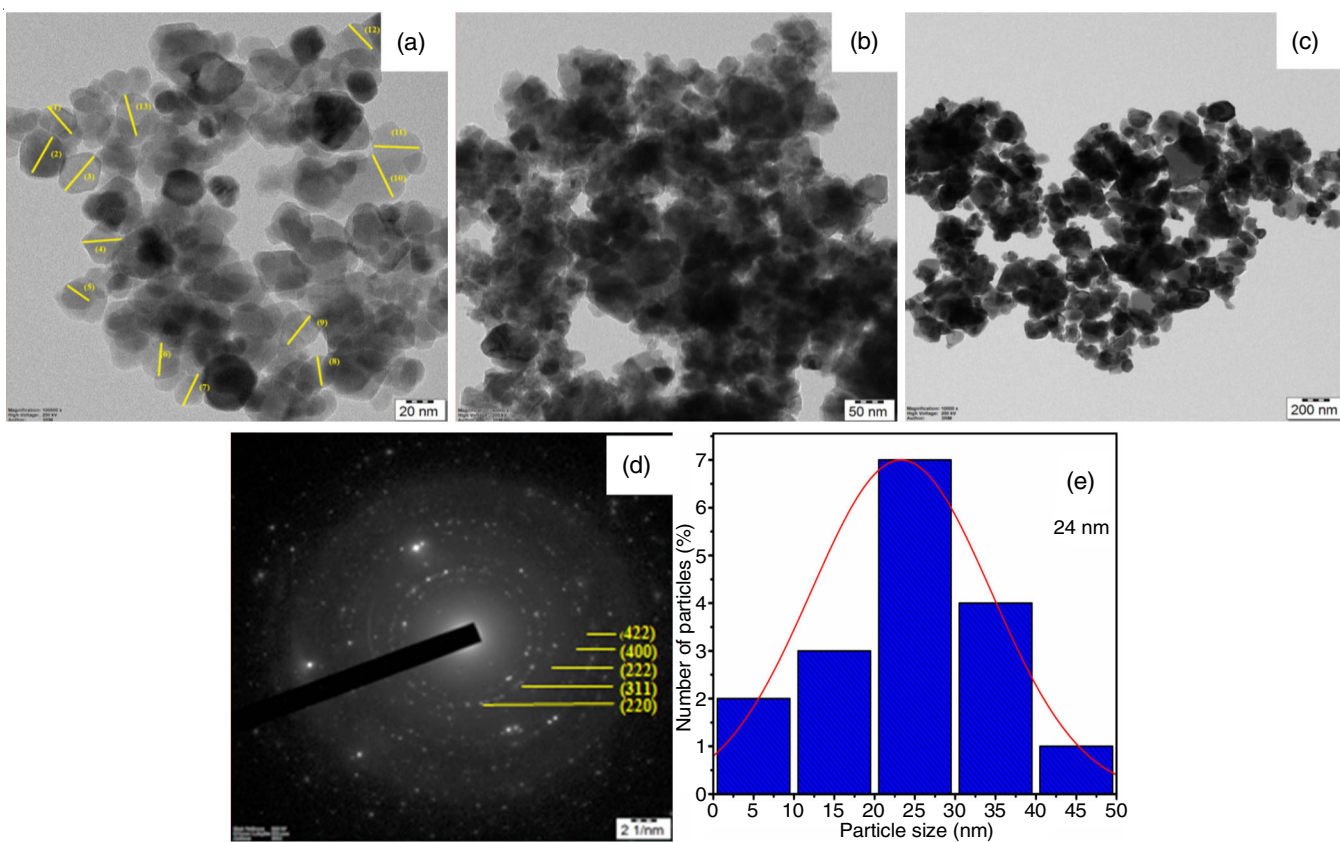 (a)
(12)
(1)
(13)
(2)
(11)
(3)
(10)
(4)
(5)
(9)
(6)
(8)
(7)
20 nm
(b)
50 nm
(c)
200 nm
(d)
(422)
(400)
(222)
(311)
(220)
2 1/nm
(e)
24 nm
Number of particles (%)
7
6
5
4
3
2
1
0
0 5 10 15 20 25 30 35 40 45 50
Particle size (nm)